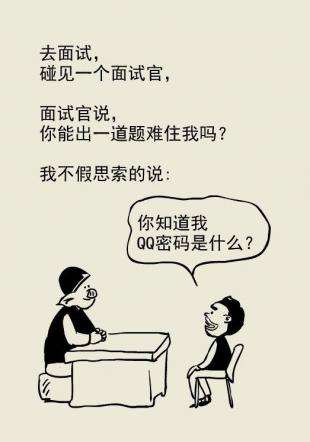 去面试，
碰见一个面试官，
面试官说，
你能出一道题难住我吗？
我不假思索的说：
你知道我
QQ密码是什么？